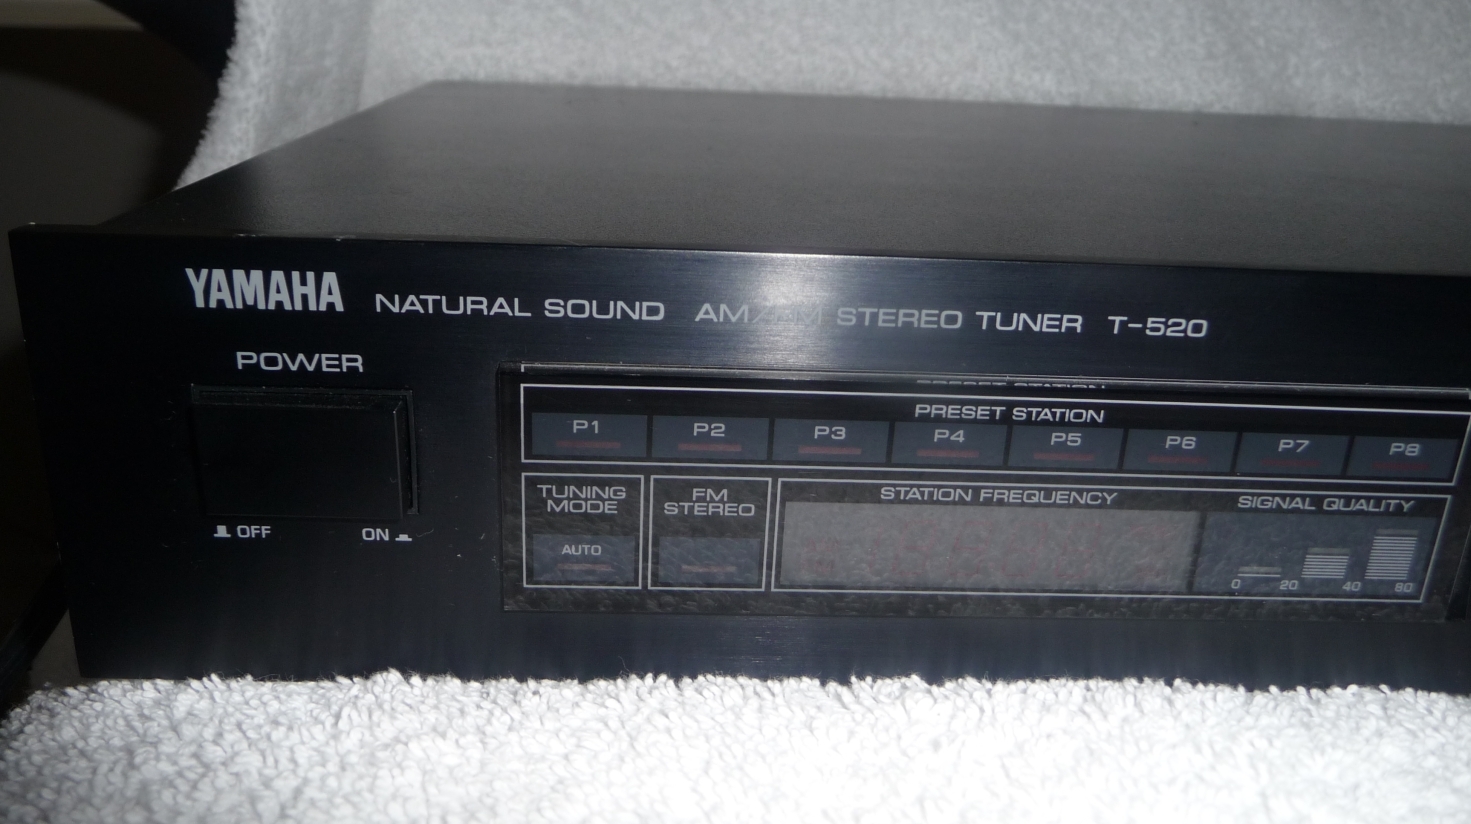 YAMAHA NATURAL SOUND AM/FM STEREO TUNER T-520
POWER
OFF ON
PRESET STATION
P1 P2 P3 P4 P5 P6 P7 P8
TUNING
MODE
AUTO
FM
STEREO
STATION FREQUENCY
SIGNAL QUALITY
0 20 40 80